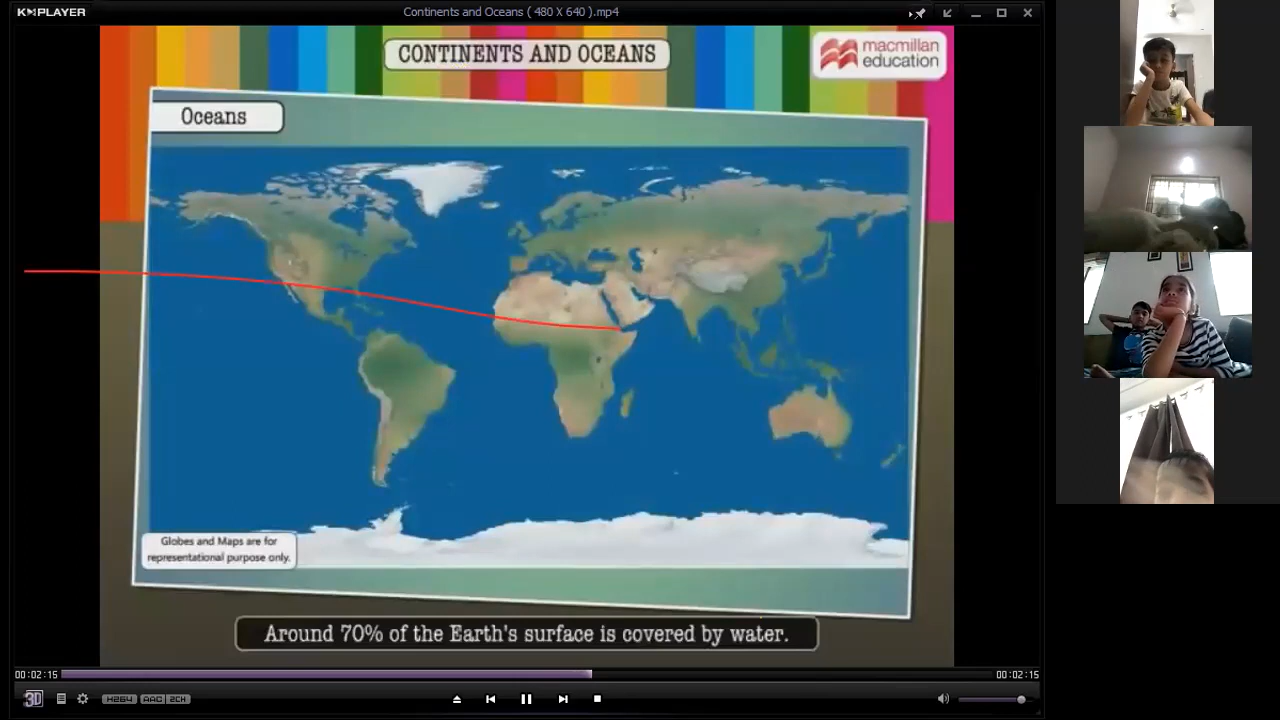 KMPLAYER
Continents and Oceans ( 480 X 640 ).mp4
CONTINENTS AND OCEANS
macmillan
education
Oceans
Globes and Maps are for
representational purpose only.
Around 70% of the Earth's surface is covered by water.
00:02:15
00:02:15
3D
H264 AAC 2CH